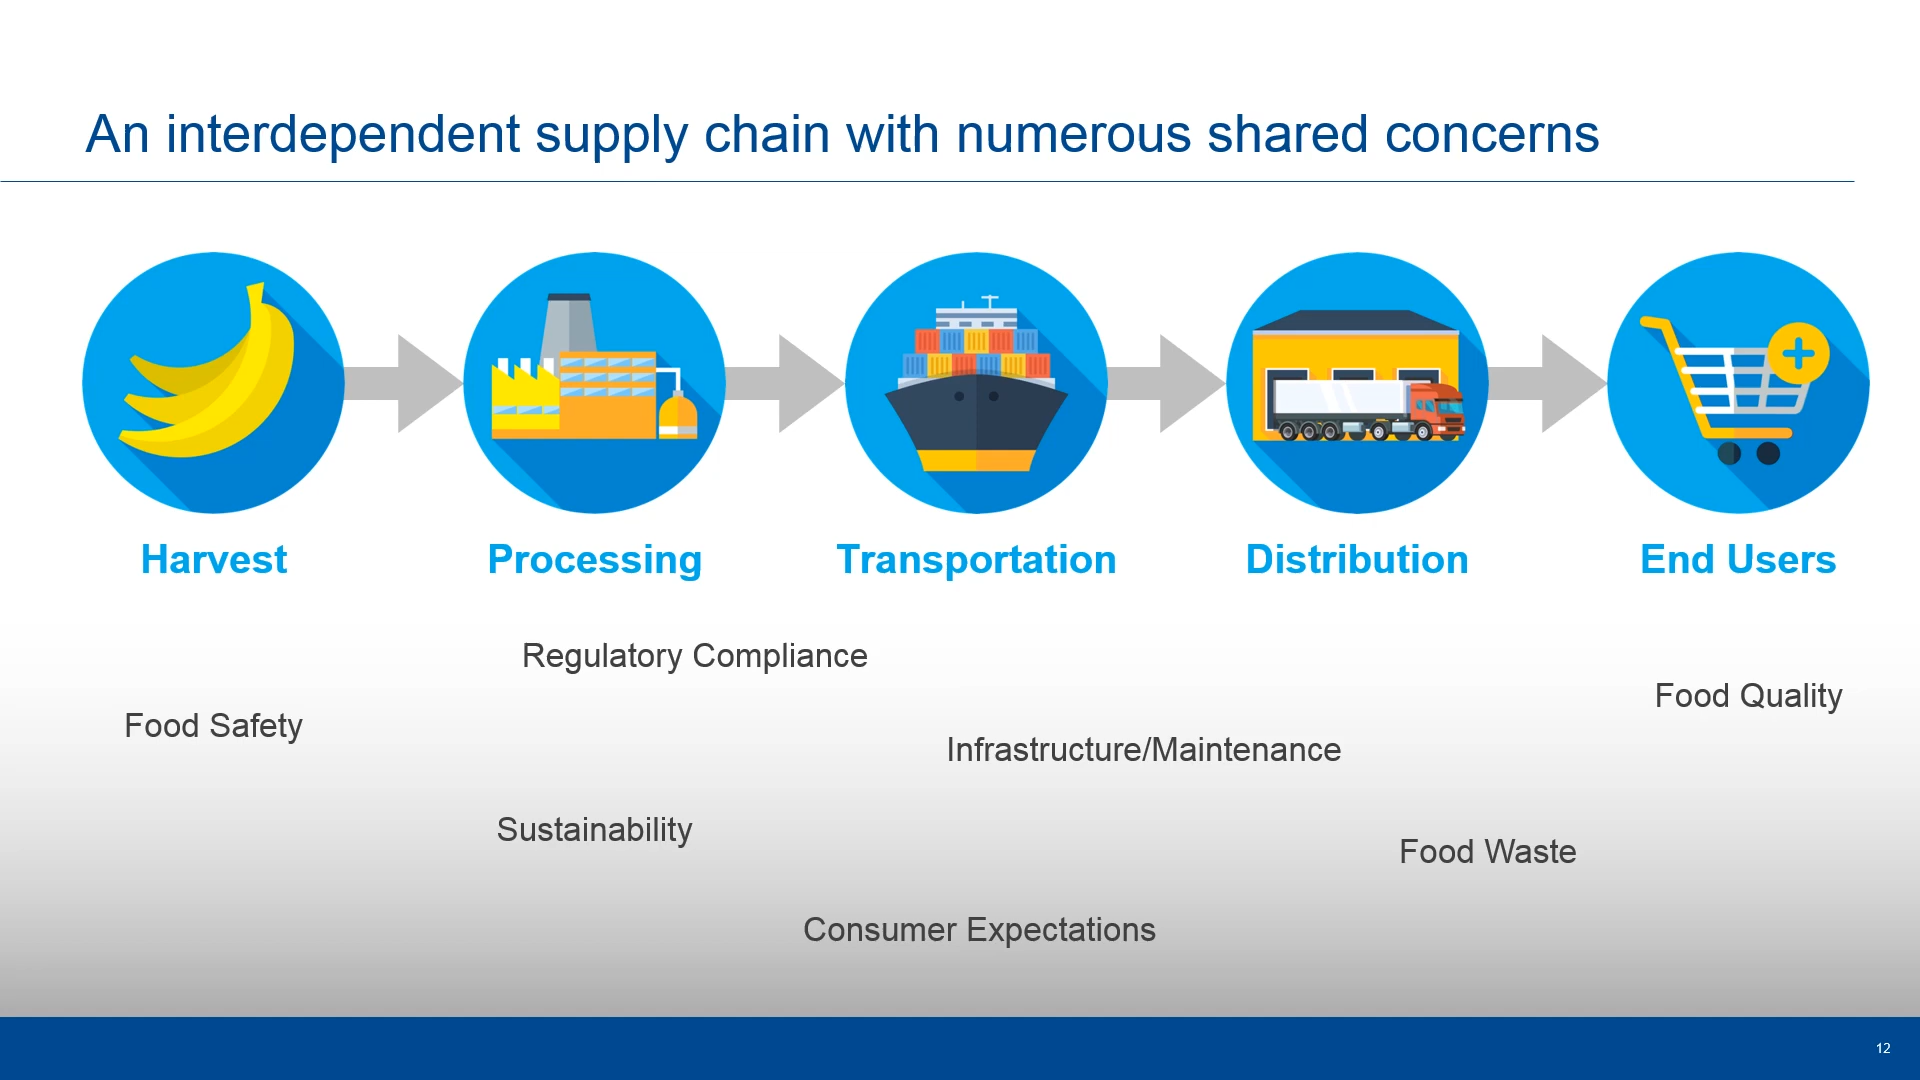 An interdependent supply chain with numerous shared concerns
Harvest
Processing
Transportation
Distribution
End Users
Regulatory Compliance
Food Quality
Food Safety
Infrastructure/Maintenance
Sustainability
Food Waste
Consumer Expectations
12